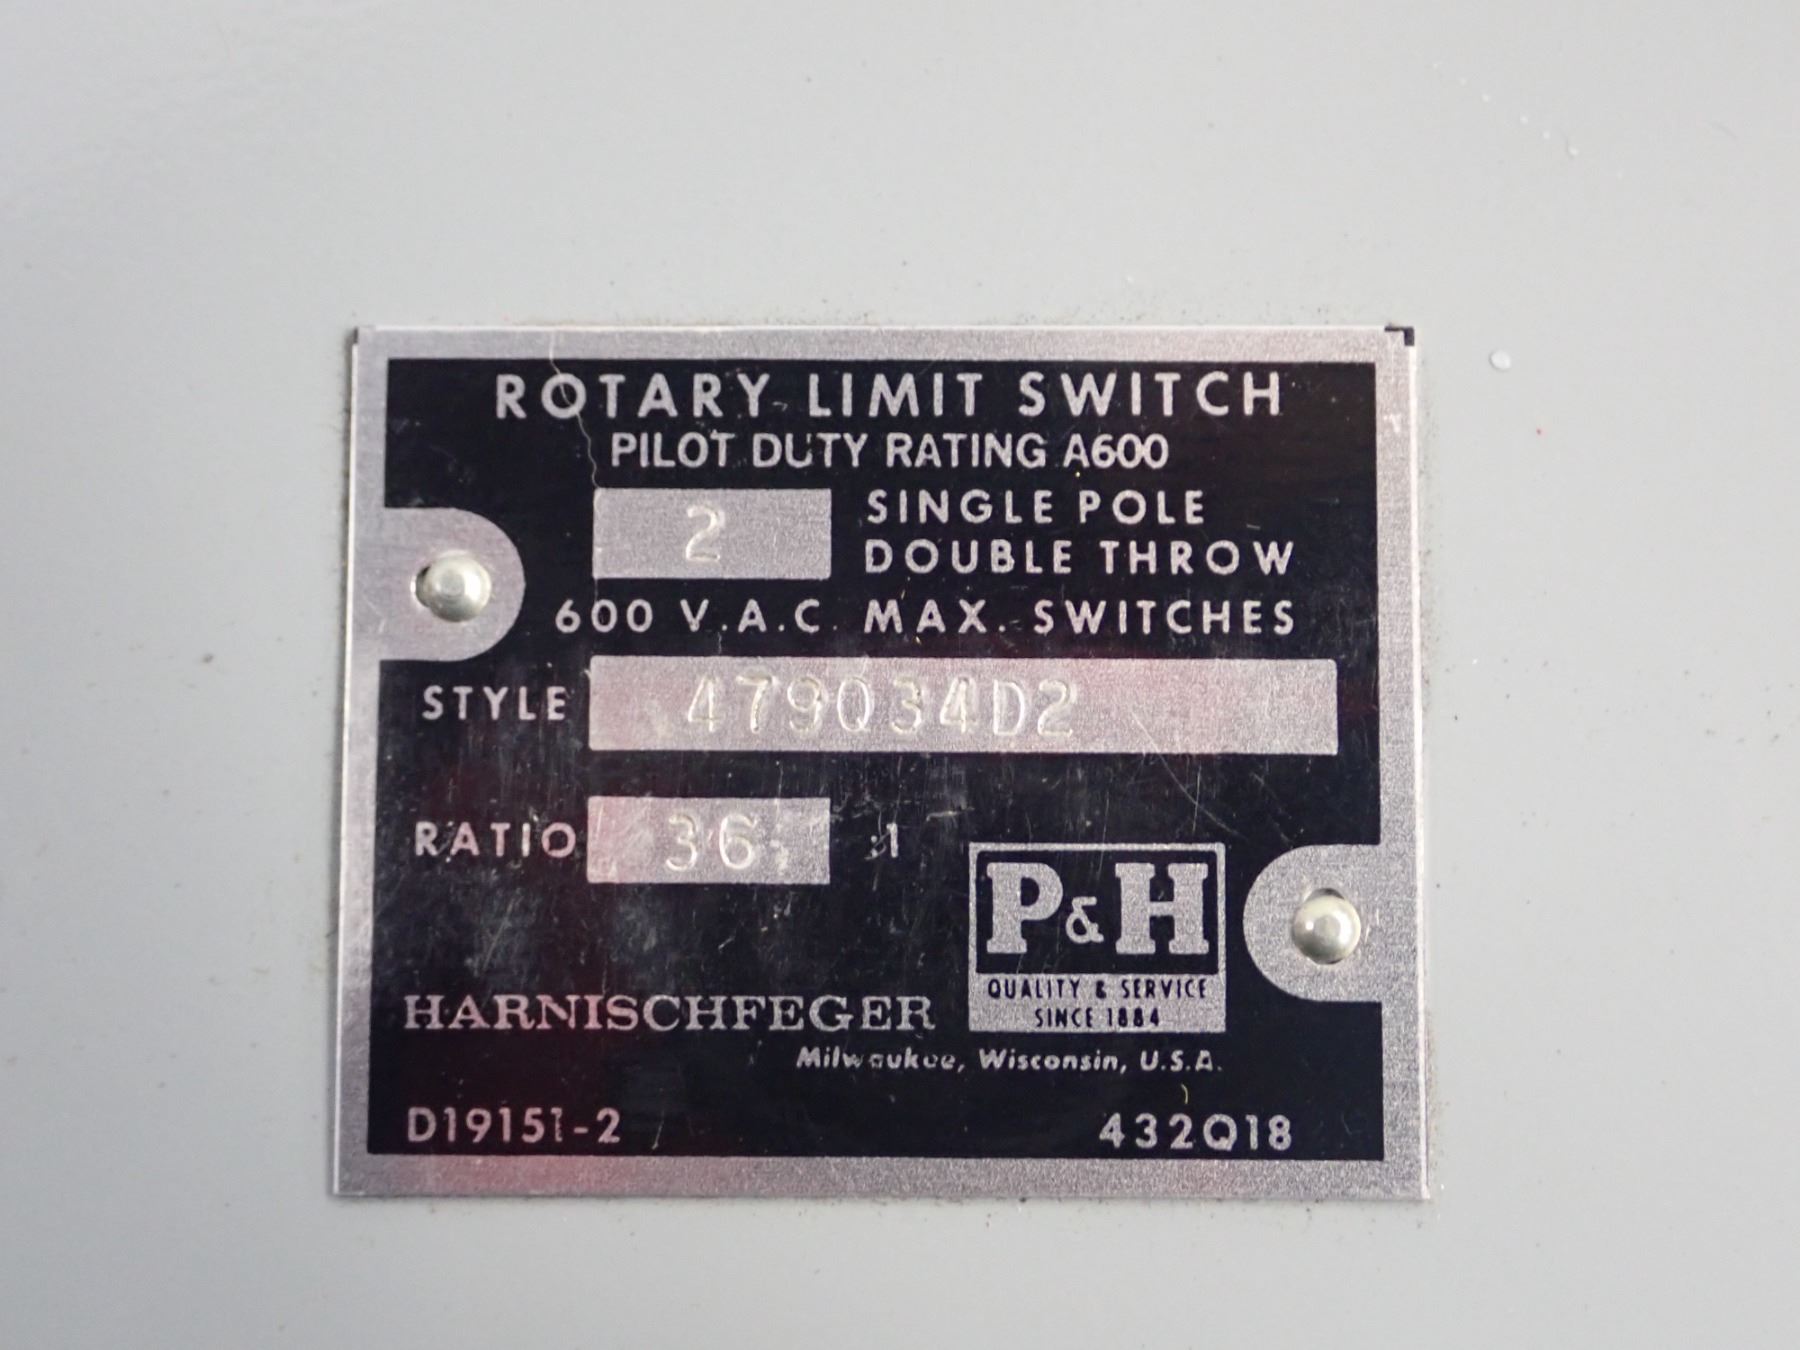 ROTARY LIMIT SWITCH
PILOT DUTY RATING A600
2 SINGLE POLE
DOUBLE THROW
600 V.A.C. MAX. SWITCHES
STYLE 479Q34D2
RATIO 36 :1
P&H
QUALITY & SERVICE
SINCE 1884
HARNISCHFEGER
Milwaukee, Wisconsin, U.S.A.
D19151-2 432Q18